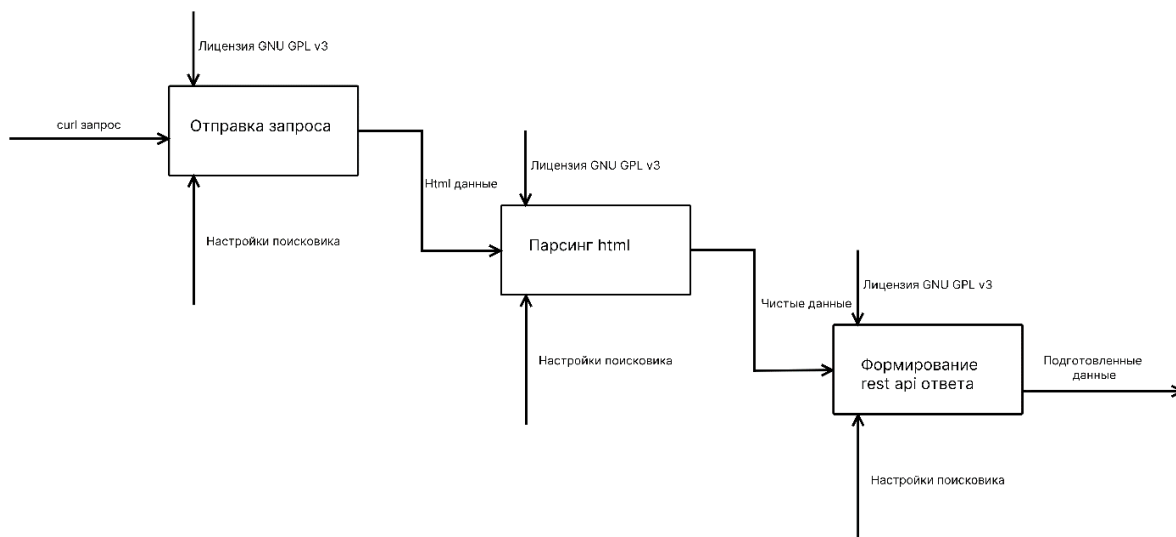 Лицензия GNU GPL v3
curl запрос
Отправка запроса
Настройки поисковика
Html данные
Лицензия GNU GPL v3
Парсинг html
Настройки поисковика
Чистые данные
Лицензия GNU GPL v3
Формирование
rest api ответа
Подготовленные
данные
Настройки поисковика